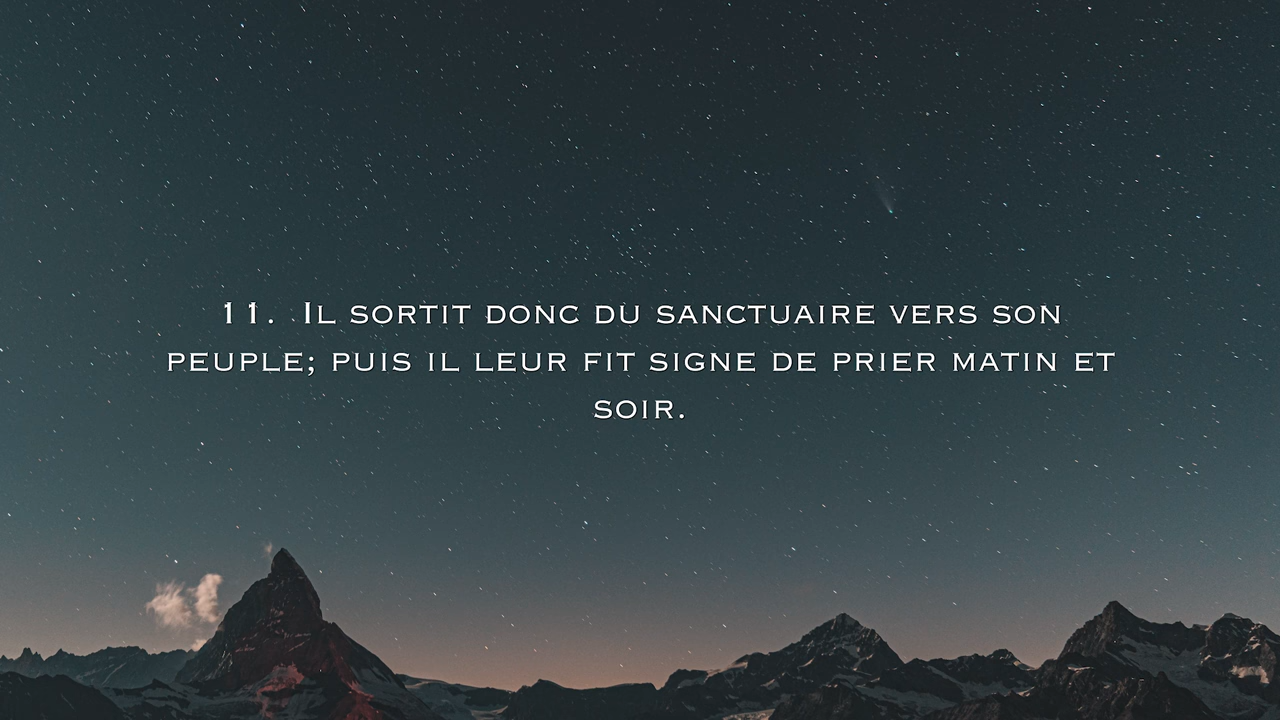 11. Il sortit donc du sanctuaire vers son
peuple; puis il leur fit signe de prier matin et
soir.